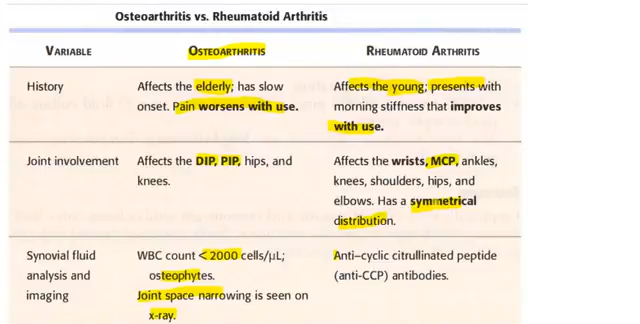 Osteoarthritis vs. Rheumatoid Arthritis
VARIABLE OSTEOARTHRITIS RHEUMATOID ARTHRITIS
History
Affects the elderly; has slow
onset. Pain worsens with use.
Affects the young; presents with
morning stiffness that improves
with use.
Joint involvement
Affects the DIP, PIP, hips, and
knees.
Affects the wrists, MCP, ankles,
knees, shoulders, hips, and
elbows. Has a symmetrical
distribution.
Synovial fluid
analysis and
imaging
WBC count < 2000 cells/μL;
osteophytes.
Joint space narrowing is seen on
x-ray.
Anti–cyclic citrullinated peptide
(anti-CCP) antibodies.